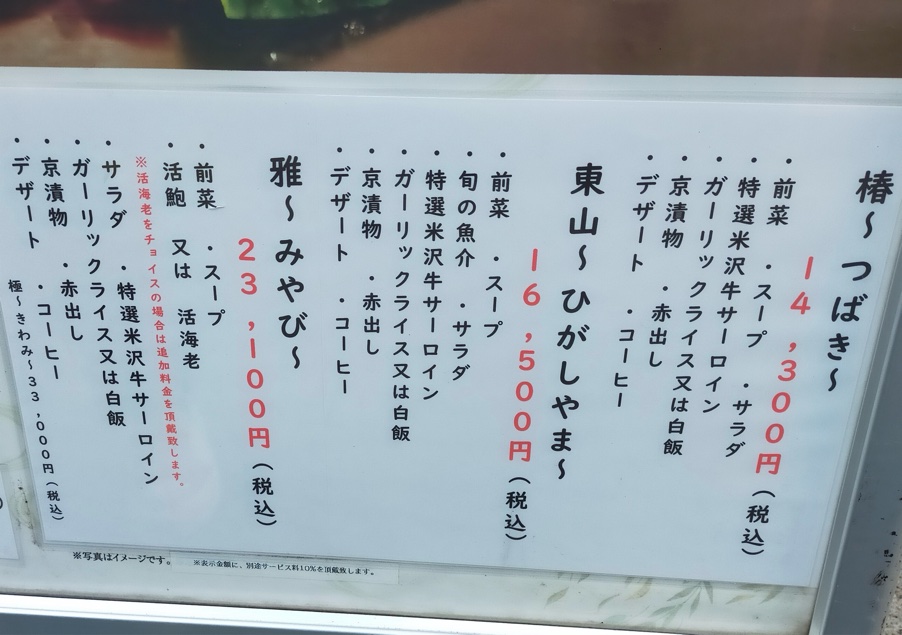 椿～つばき～
14,300円（税込）
・前菜 ・スープ ・サラダ
・特選米沢牛サーロイン
・ガーリックライス又は白飯
・京漬物 ・赤出し
・デザート ・コーヒー
東山～ひがしやま～
16,500円（税込）
・前菜 ・スープ
・旬の魚介 ・サラダ
・特選米沢牛サーロイン
・ガーリックライス又は白飯
・京漬物 ・赤出し
・デザート ・コーヒー
雅～みやび～
23,100円（税込）
・前菜 ・スープ
・活鮑 又は 活海老
※活海老をチョイスの場合は追加料金を頂戴致します。
・サラダ ・特選米沢牛サーロイン
・ガーリックライス又は白飯
・京漬物 ・赤出し
・デザート ・コーヒー
極～きわみ～33,000円（税込）
※写真はイメージです。
※表示金額に、別途サービス料10%を頂戴致します。